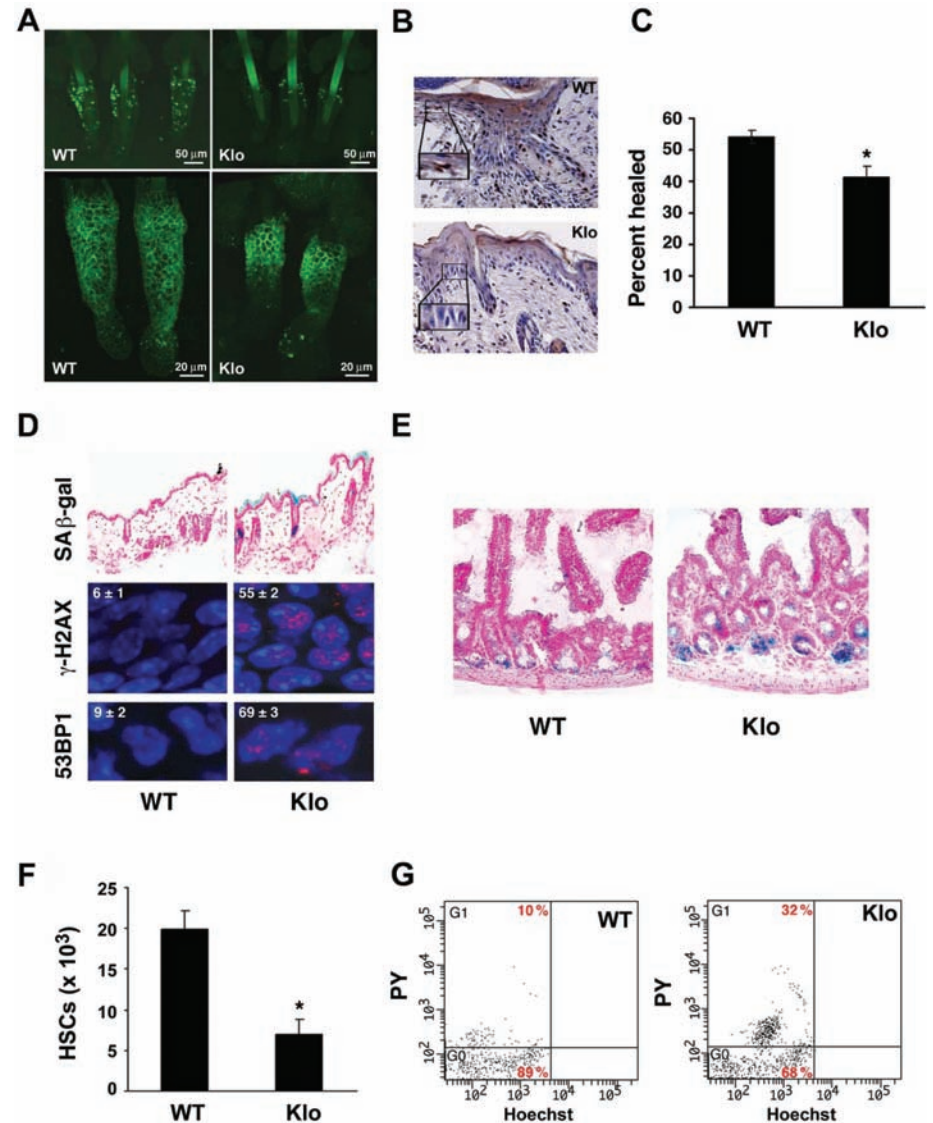 A
WT
50 μm
Klo
50 μm
WT
20 μm
Klo
20 μm
B
WT
Klo
C
Percent healed
60
50
40
30
20
10
0
*
WT
Klo
D
SAβ-gal
γ-H2AX
6 ± 1
55 ± 2
53BP1
9 ± 2
69 ± 3
WT
Klo
E
WT
Klo
F
HSCs (x 10³)
25
20
15
10
5
0
*
WT
Klo
G
PY
G1
10%
WT
10⁵
10⁴
10³
10²
G0
89%
10² 10³ 10⁴ 10⁵
Hoechst
PY
G1
32%
Klo
10⁵
10⁴
10³
10²
G0
68%
10² 10³ 10⁴ 10⁵
Hoechst